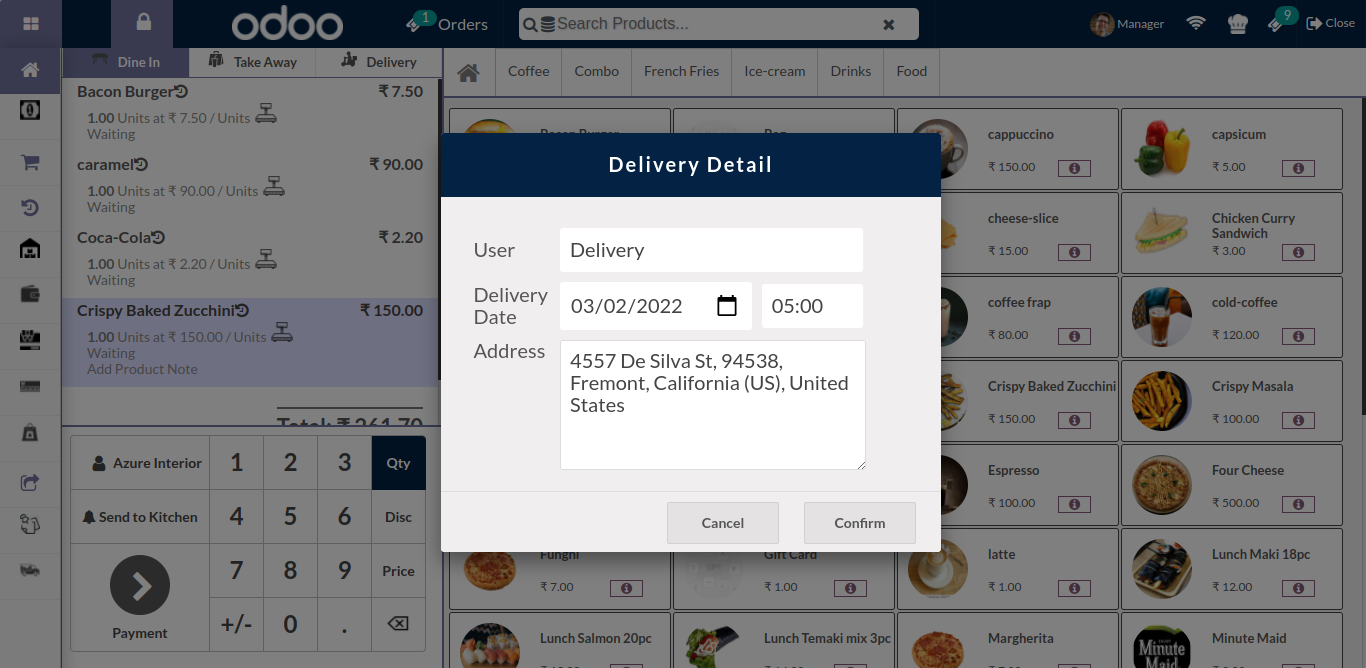 odoo
1
Orders
Search Products...
Manager
9
Close
Dine In
Take Away
Delivery
Coffee
Combo
French Fries
Ice-cream
Drinks
Food
Bacon Burger
₹ 7.50
1.00 Units at ₹ 7.50 / Units
Waiting
caramel
₹ 90.00
1.00 Units at ₹ 90.00 / Units
Waiting
Coca-Cola
₹ 2.20
1.00 Units at ₹ 2.20 / Units
Waiting
Crispy Baked Zucchini
₹ 150.00
1.00 Units at ₹ 150.00 / Units
Waiting
Add Product Note
Total: ₹ 261.70
Azure Interior
1
2
3
Qty
Send to Kitchen
4
5
6
Disc
Payment
7
8
9
Price
+/-
0
.
Delivery Detail
User
Delivery
Delivery
Date
03/02/2022
05:00
Address
4557 De Silva St, 94538,
Fremont, California (US), United
States
Cancel
Confirm
Bacon Burger
cappuccino
₹ 150.00
capsicum
₹ 5.00
cheese-slice
₹ 15.00
Chicken Curry
Sandwich
₹ 3.00
coffee frap
₹ 80.00
cold-coffee
₹ 120.00
Crispy Baked Zucchini
₹ 150.00
Crispy Masala
₹ 100.00
Espresso
₹ 100.00
Four Cheese
₹ 500.00
Funghi
₹ 7.00
Gift Card
₹ 1.00
latte
₹ 1.00
Lunch Maki 18pc
₹ 12.00
Lunch Salmon 20pc
Lunch Temaki mix 3pc
Margherita
Minute Maid
Minute
Maid